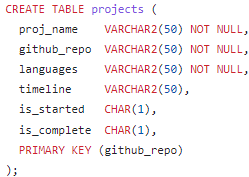 CREATE TABLE projects (
  proj_name    VARCHAR2(50) NOT NULL,
  github_repo  VARCHAR2(50) NOT NULL,
  languages    VARCHAR2(50) NOT NULL,
  timeline     VARCHAR2(50),
  is_started   CHAR(1),
  is_complete  CHAR(1),
  PRIMARY KEY (github_repo)
);